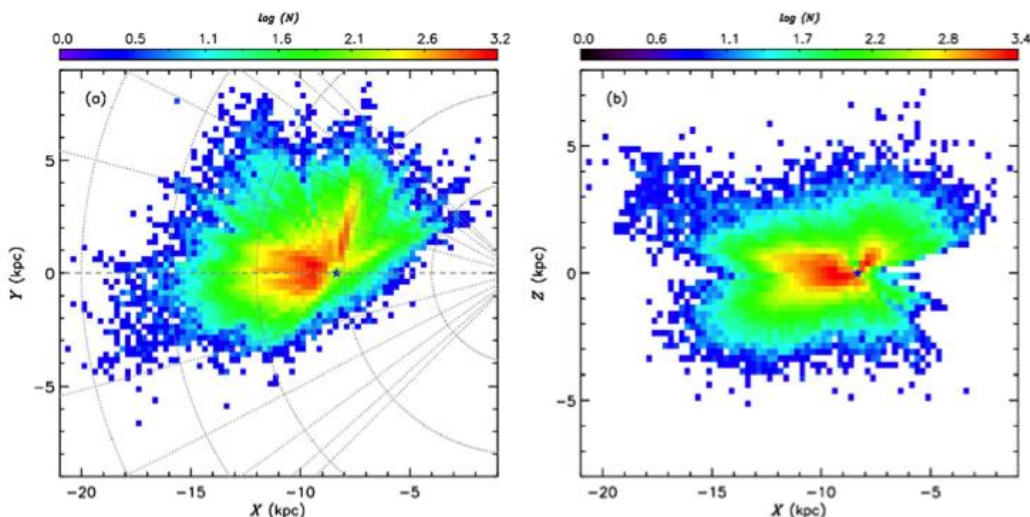 log (N)
0.0 0.5 1.1 1.6 2.1 2.6 3.2
(a)
5
0
−5
Y (kpc)
−20 −15 −10 −5
X (kpc)
log (N)
0.0 0.6 1.1 1.7 2.2 2.8 3.4
(b)
5
0
−5
Z (kpc)
−20 −15 −10 −5
X (kpc)